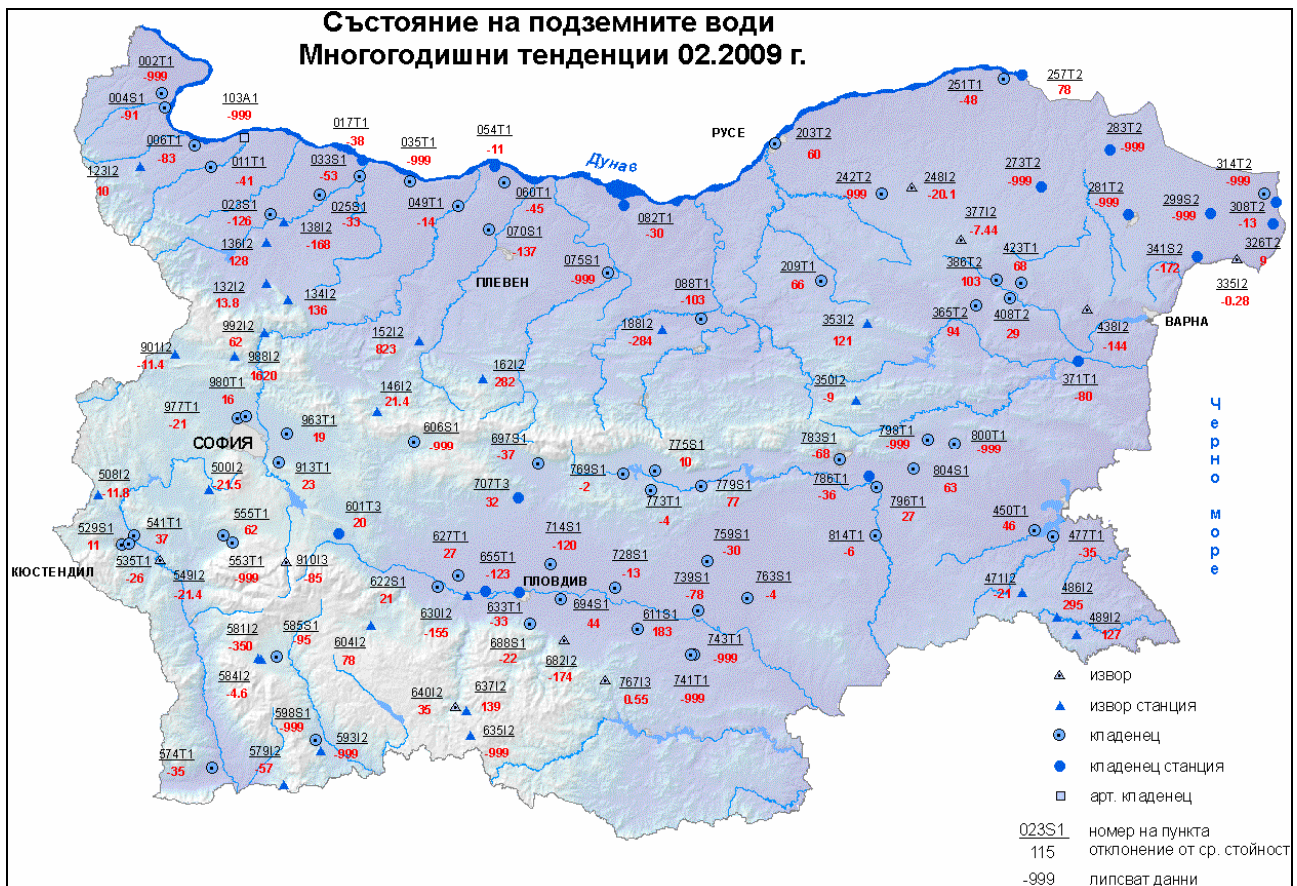 Състояние на подземните води
Многогодишни тенденции 02.2009 г.
002T1
-999
004S1
-91
103A1
-999
006T1
-83
011T1
-41
123I2
10
017T1
-38
033S1
-53
035T1
-999
054T1
-11
Дунав
РУСЕ
203T2
60
251T1
-48
257T2
78
283T2
-999
314T2
-999
273T2
-999
281T2
-999
299S2
-999
308T2
-13
326T2
9
242T2
-999
248I2
-20.1
377I2
-7.44
028S1
-126
025S1
-33
049T1
-14
060T1
-45
070S1
-137
082T1
-30
138I2
-168
136I2
128
132I2
13.8
134I2
136
ПЛЕВЕН
075S1
-999
088T1
-103
209T1
66
386T2
103
423T1
68
341S2
-172
335I2
-0.28
365T2
94
408T2
29
438I2
-144
ВАРНА
992I2
62
901I2
-11.4
988I2
1620
152I2
823
188I2
-284
353I2
121
162I2
282
146I2
21.4
350I2
-9
371T1
-80
980T1
16
977T1
-21
СОФИЯ
963T1
19
606S1
-999
697S1
-37
775S1
10
783S1
-68
798T1
-999
800T1
-999
Черно море
913T1
23
500I2
-21.5
508I2
-11.8
769S1
-2
773T1
-4
779S1
77
786T1
-36
804S1
63
796T1
27
707T3
32
601T3
20
529S1
11
541T1
37
555T1
62
535T1
-26
553T1
-999
КЮСТЕНДИЛ
549I2
-21.4
910I3
-85
627T1
27
655T1
-123
714S1
-120
728S1
-13
759S1
-30
814T1
-6
450T1
46
477T1
-35
622S1
21
ПЛОВДИВ
630I2
-155
633T1
-33
694S1
44
739S1
-78
763S1
-4
611S1
183
471I2
-21
486I2
295
489I2
127
581I2
-350
585S1
-95
604I2
78
688S1
-22
682I2
-174
743T1
-999
584I2
-4.6
640I2
35
637I2
139
767I3
0.55
741T1
-999
598S1
-999
593I2
-999
635I2
-999
574T1
-35
579I2
-57
извор
извор станция
кладенец
кладенец станция
арт. кладенец
023S1 номер на пункта
115 отклонение от ср. стойност
-999 липсват данни